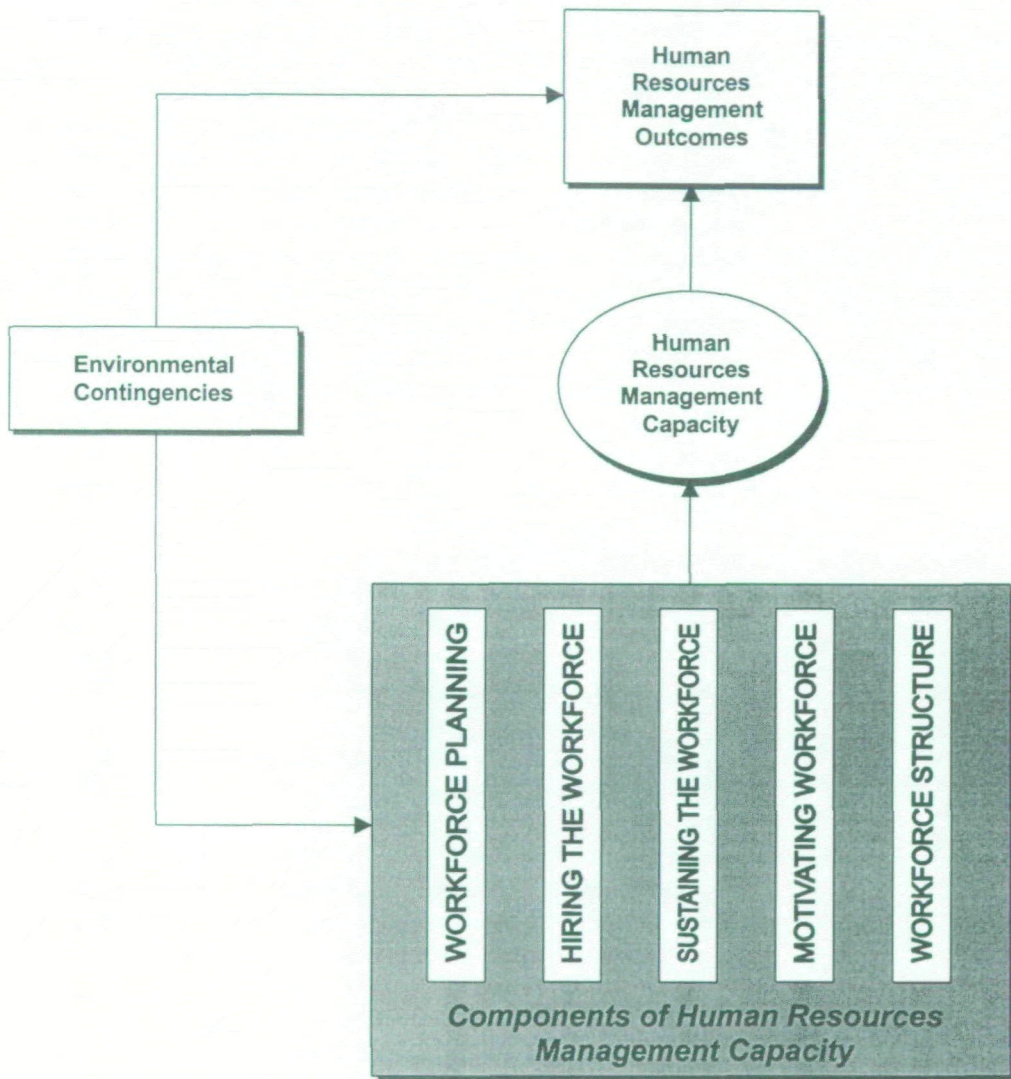 Human
Resources
Management
Outcomes
Environmental
Contingencies
Human
Resources
Management
Capacity
WORKFORCE PLANNING
HIRING THE WORKFORCE
SUSTAINING THE WORKFORCE
MOTIVATING WORKFORCE
WORKFORCE STRUCTURE
Components of Human Resources
Management Capacity